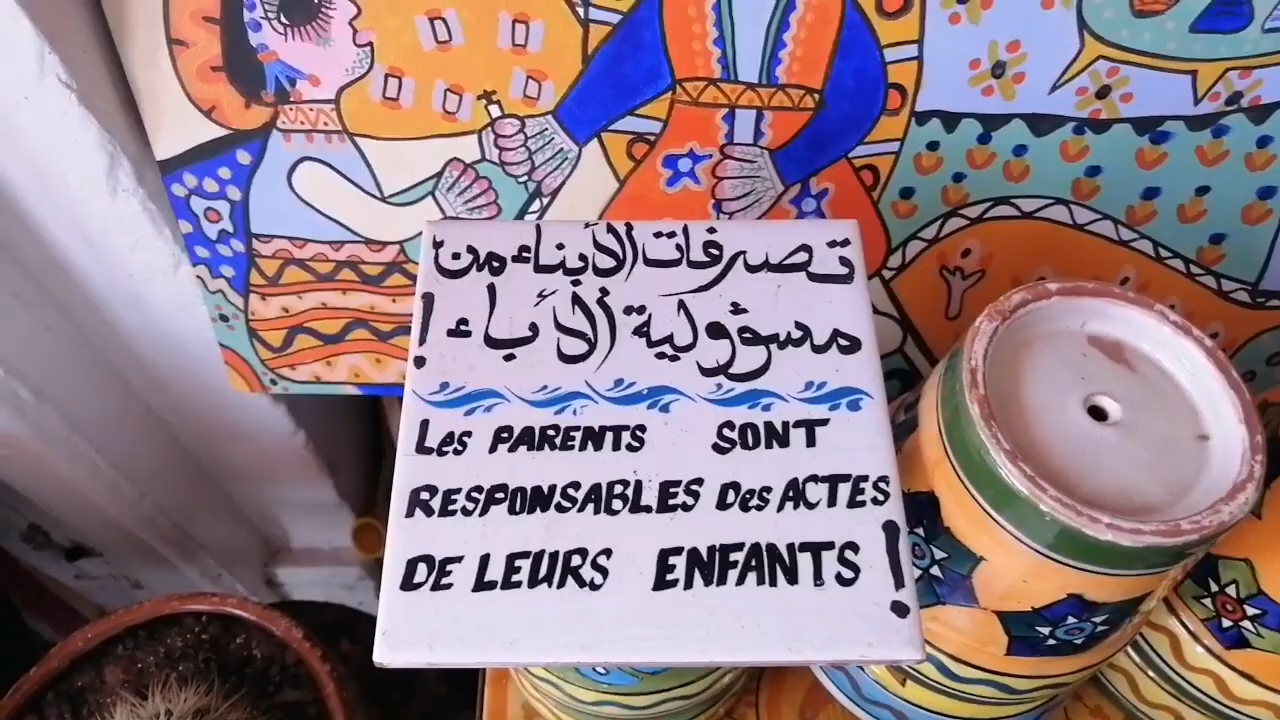 تصرفات الأبناء من
مسؤولية الأباء !
Les PARENTS SONT
RESPONSABLES Des ACTES
DE LEURS ENFANTS !